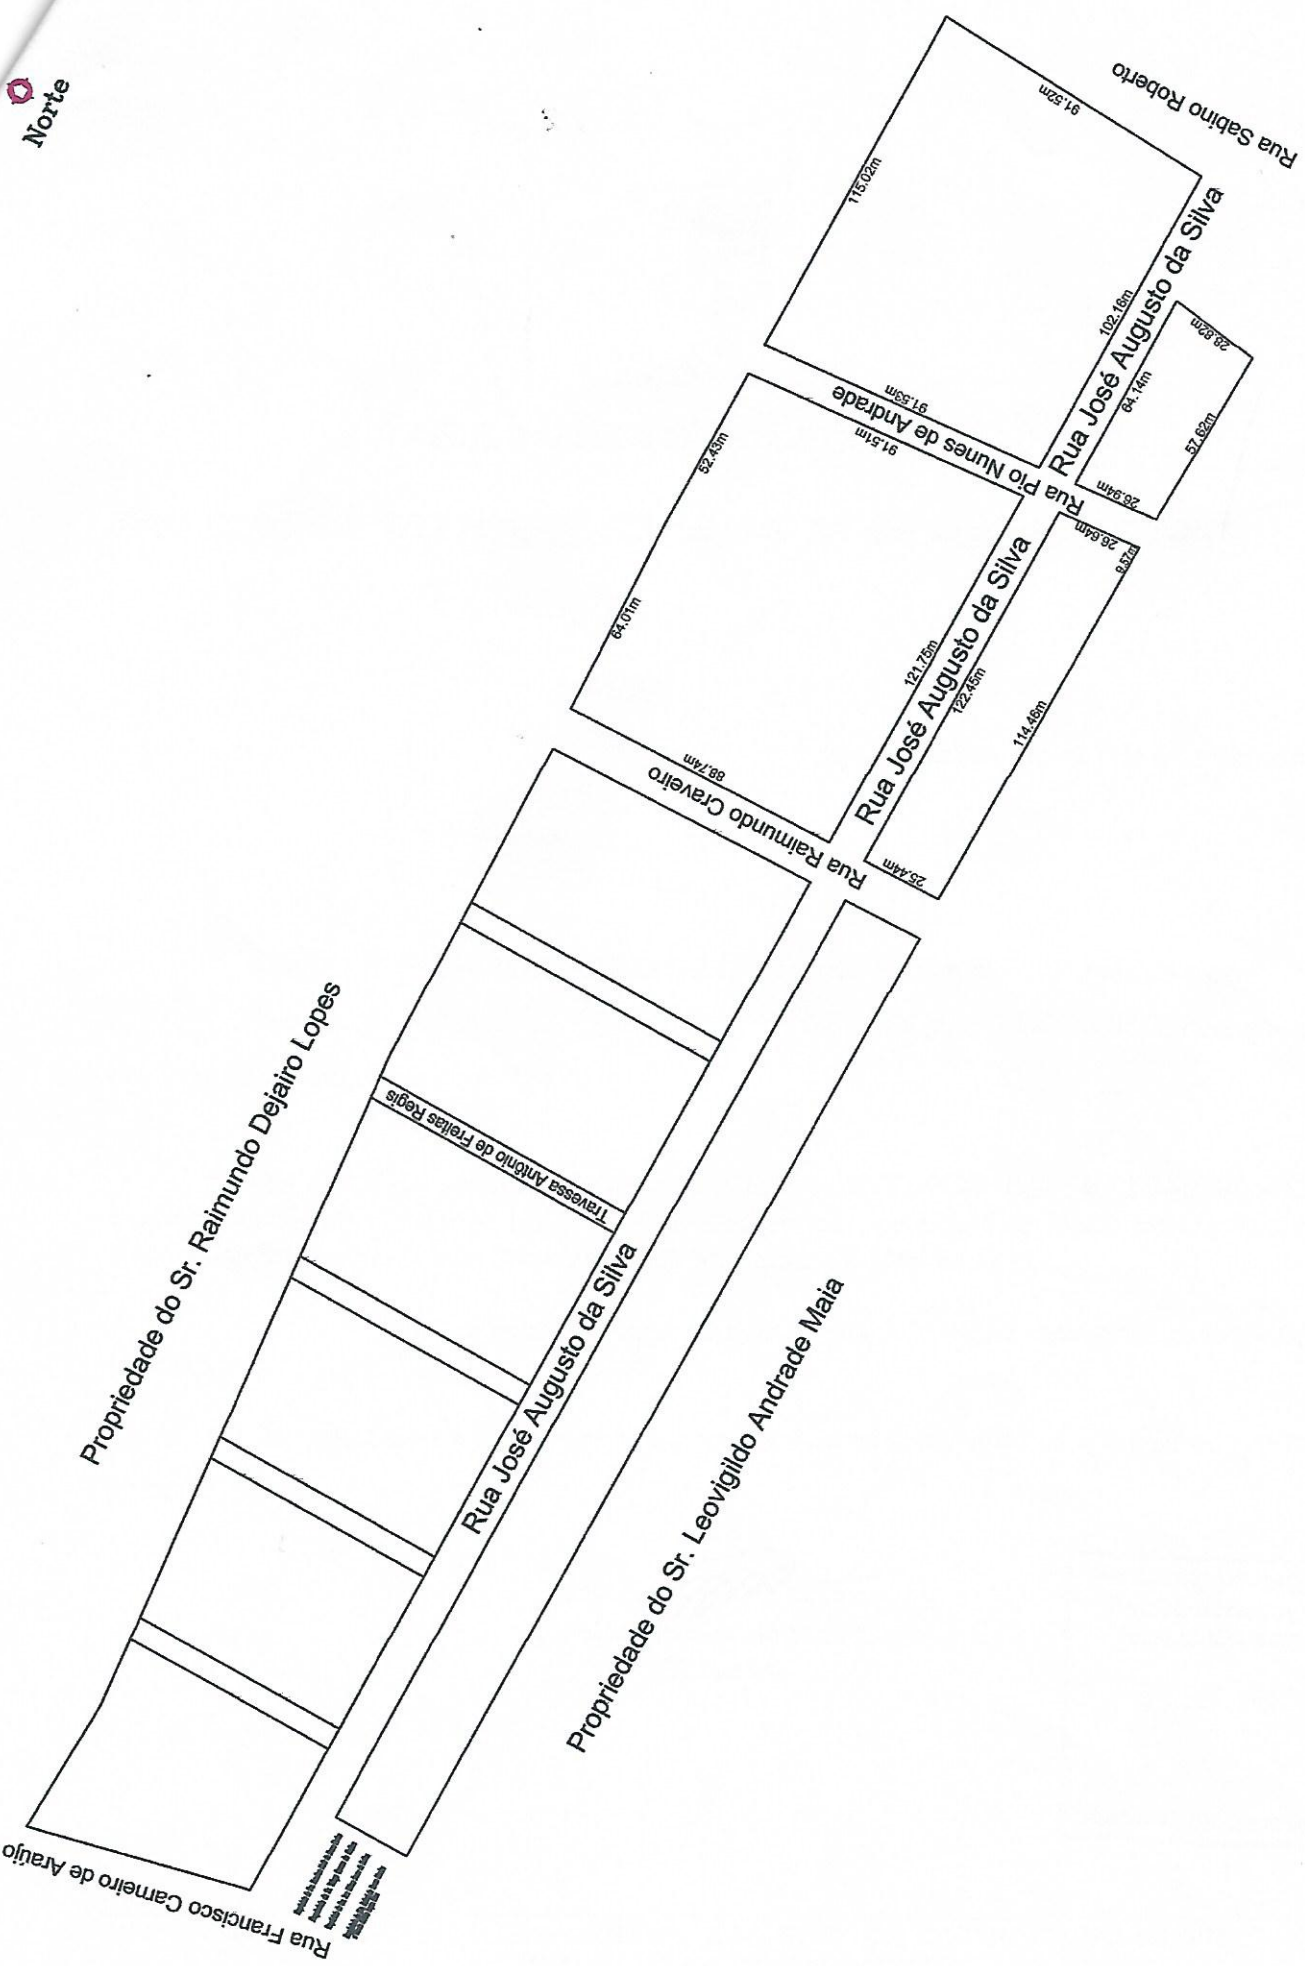 Norte
Rua Sabino Roberto
91.52m
115.02m
102.16m
Rua José Augusto da Silva
28.82m
64.14m
57.62m
26.94m
91.53m
Rua Pio Nunes de Andrade
91.51m
52.43m
64.01m
26.64m
9.57m
121.75m
Rua José Augusto da Silva
122.45m
114.46m
88.74m
Rua Raimundo Craveiro
25.44m
Propriedade do Sr. Raimundo Dejairo Lopes
Travessa Antônio de Freitas Regis
Rua José Augusto da Silva
Propriedade do Sr. Leovigildo Andrade Maia
Rua Francisco Carneiro de Araújo